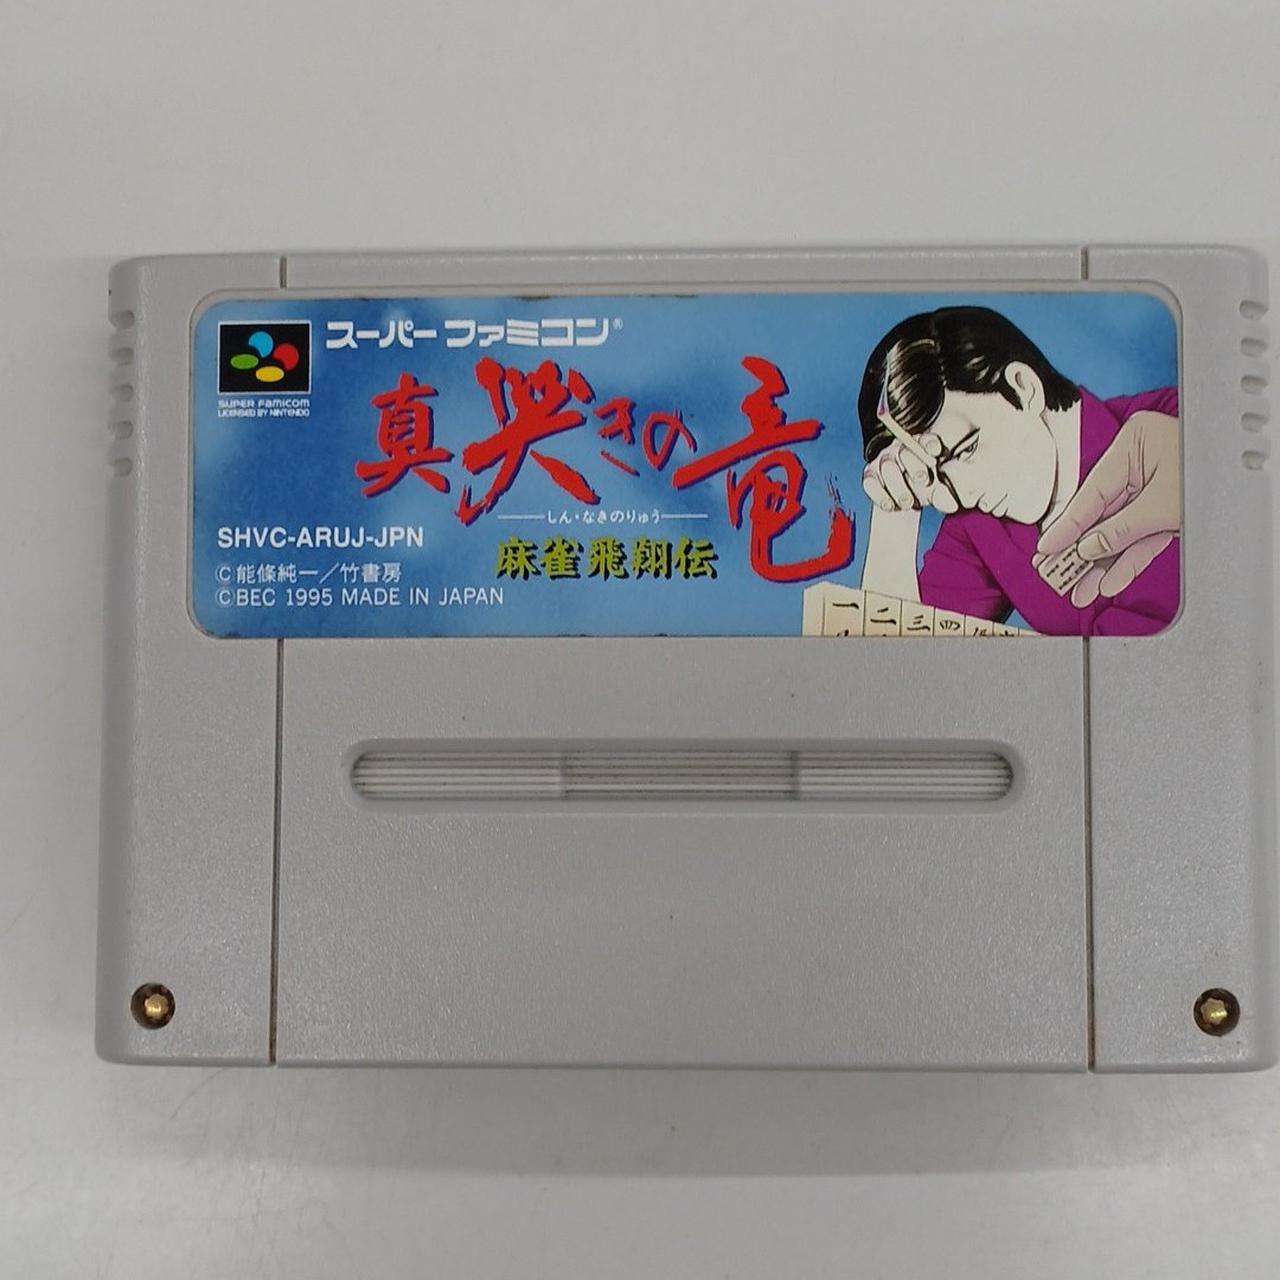 スーパーファミコン®
SUPER FAMICOM
LICENSED BY NINTENDO
真 哭きの竜
しん・なきのりゅう
麻雀飛翔伝
SHVC-ARUJ-JPN
©能條純一／竹書房
©BEC 1995 MADE IN JAPAN
一 二 三 四